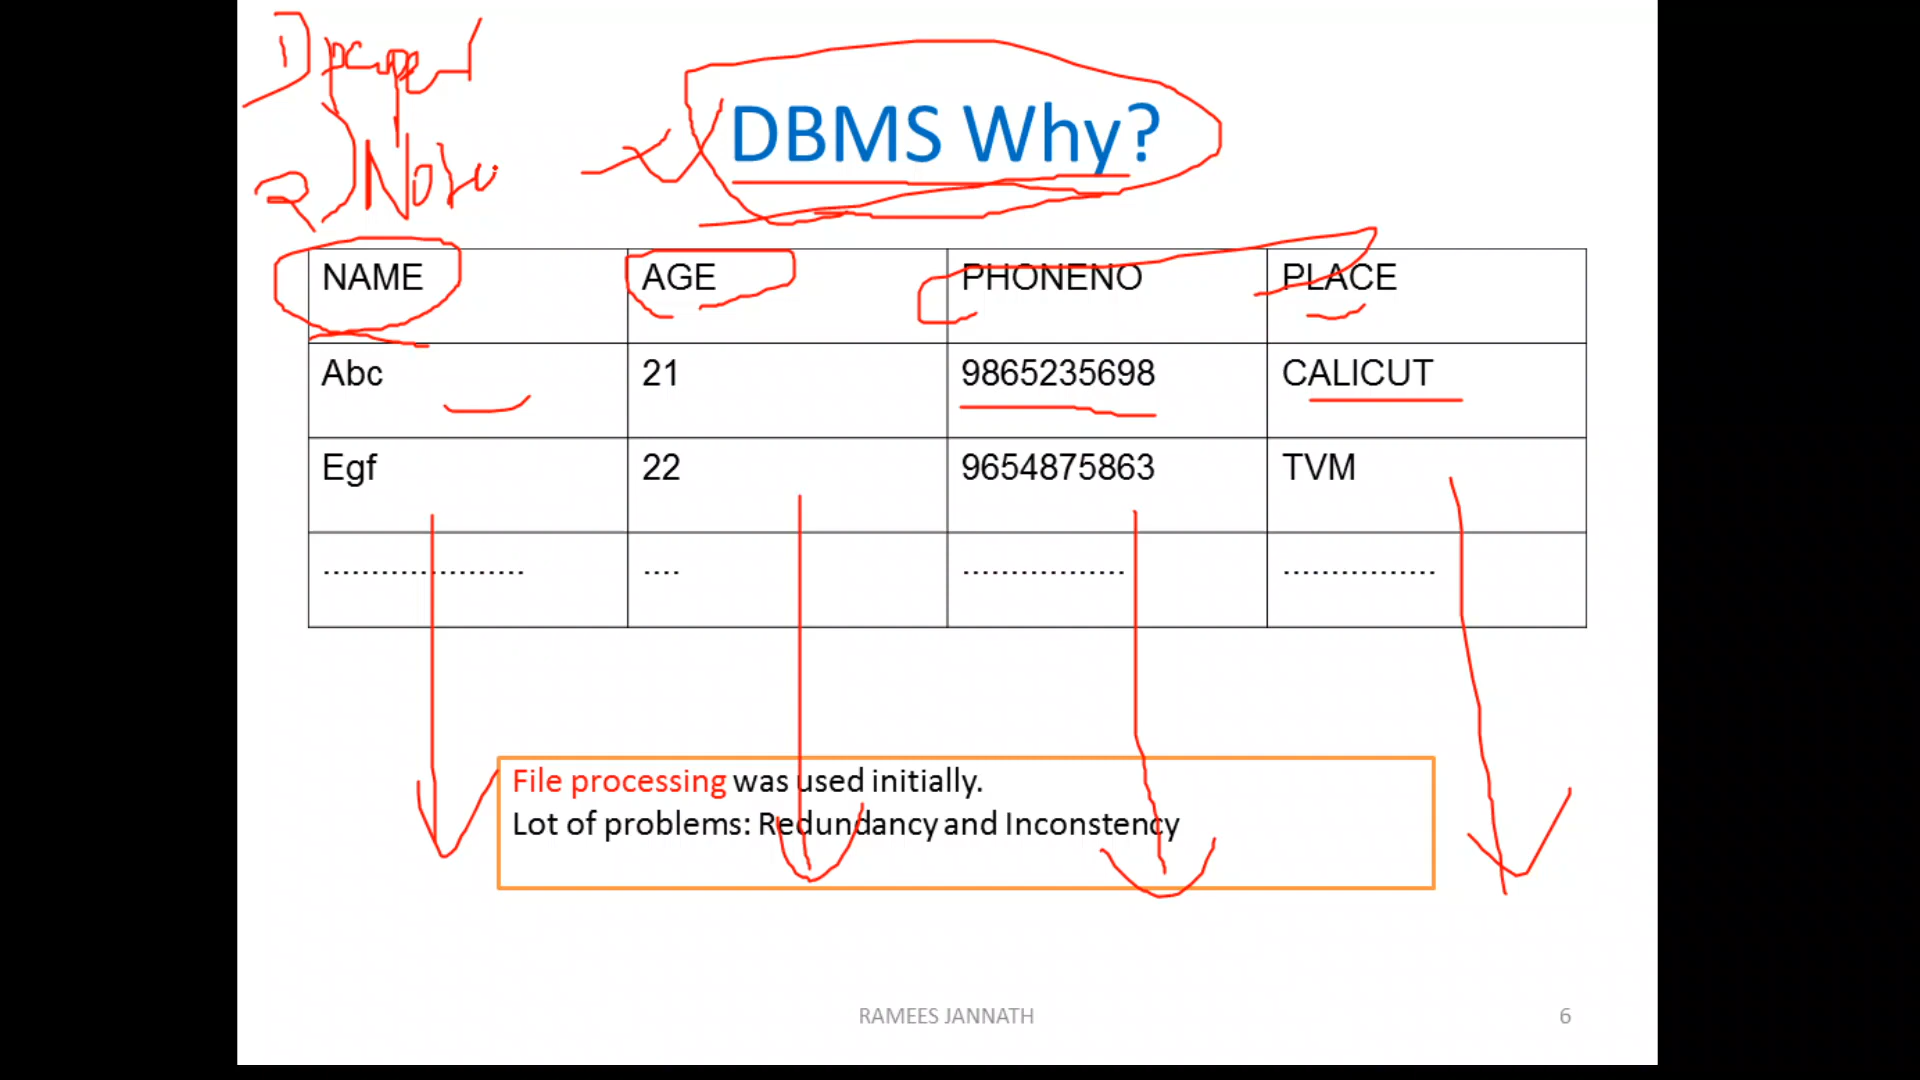 DBMS Why?
NAME AGE PHONENO PLACE
Abc 21 9865235698 CALICUT
Egf 22 9654875863 TVM
..................... .... ................. ................
File processing was used initially.
Lot of problems: Redundancy and Inconstency
RAMEES JANNATH 6